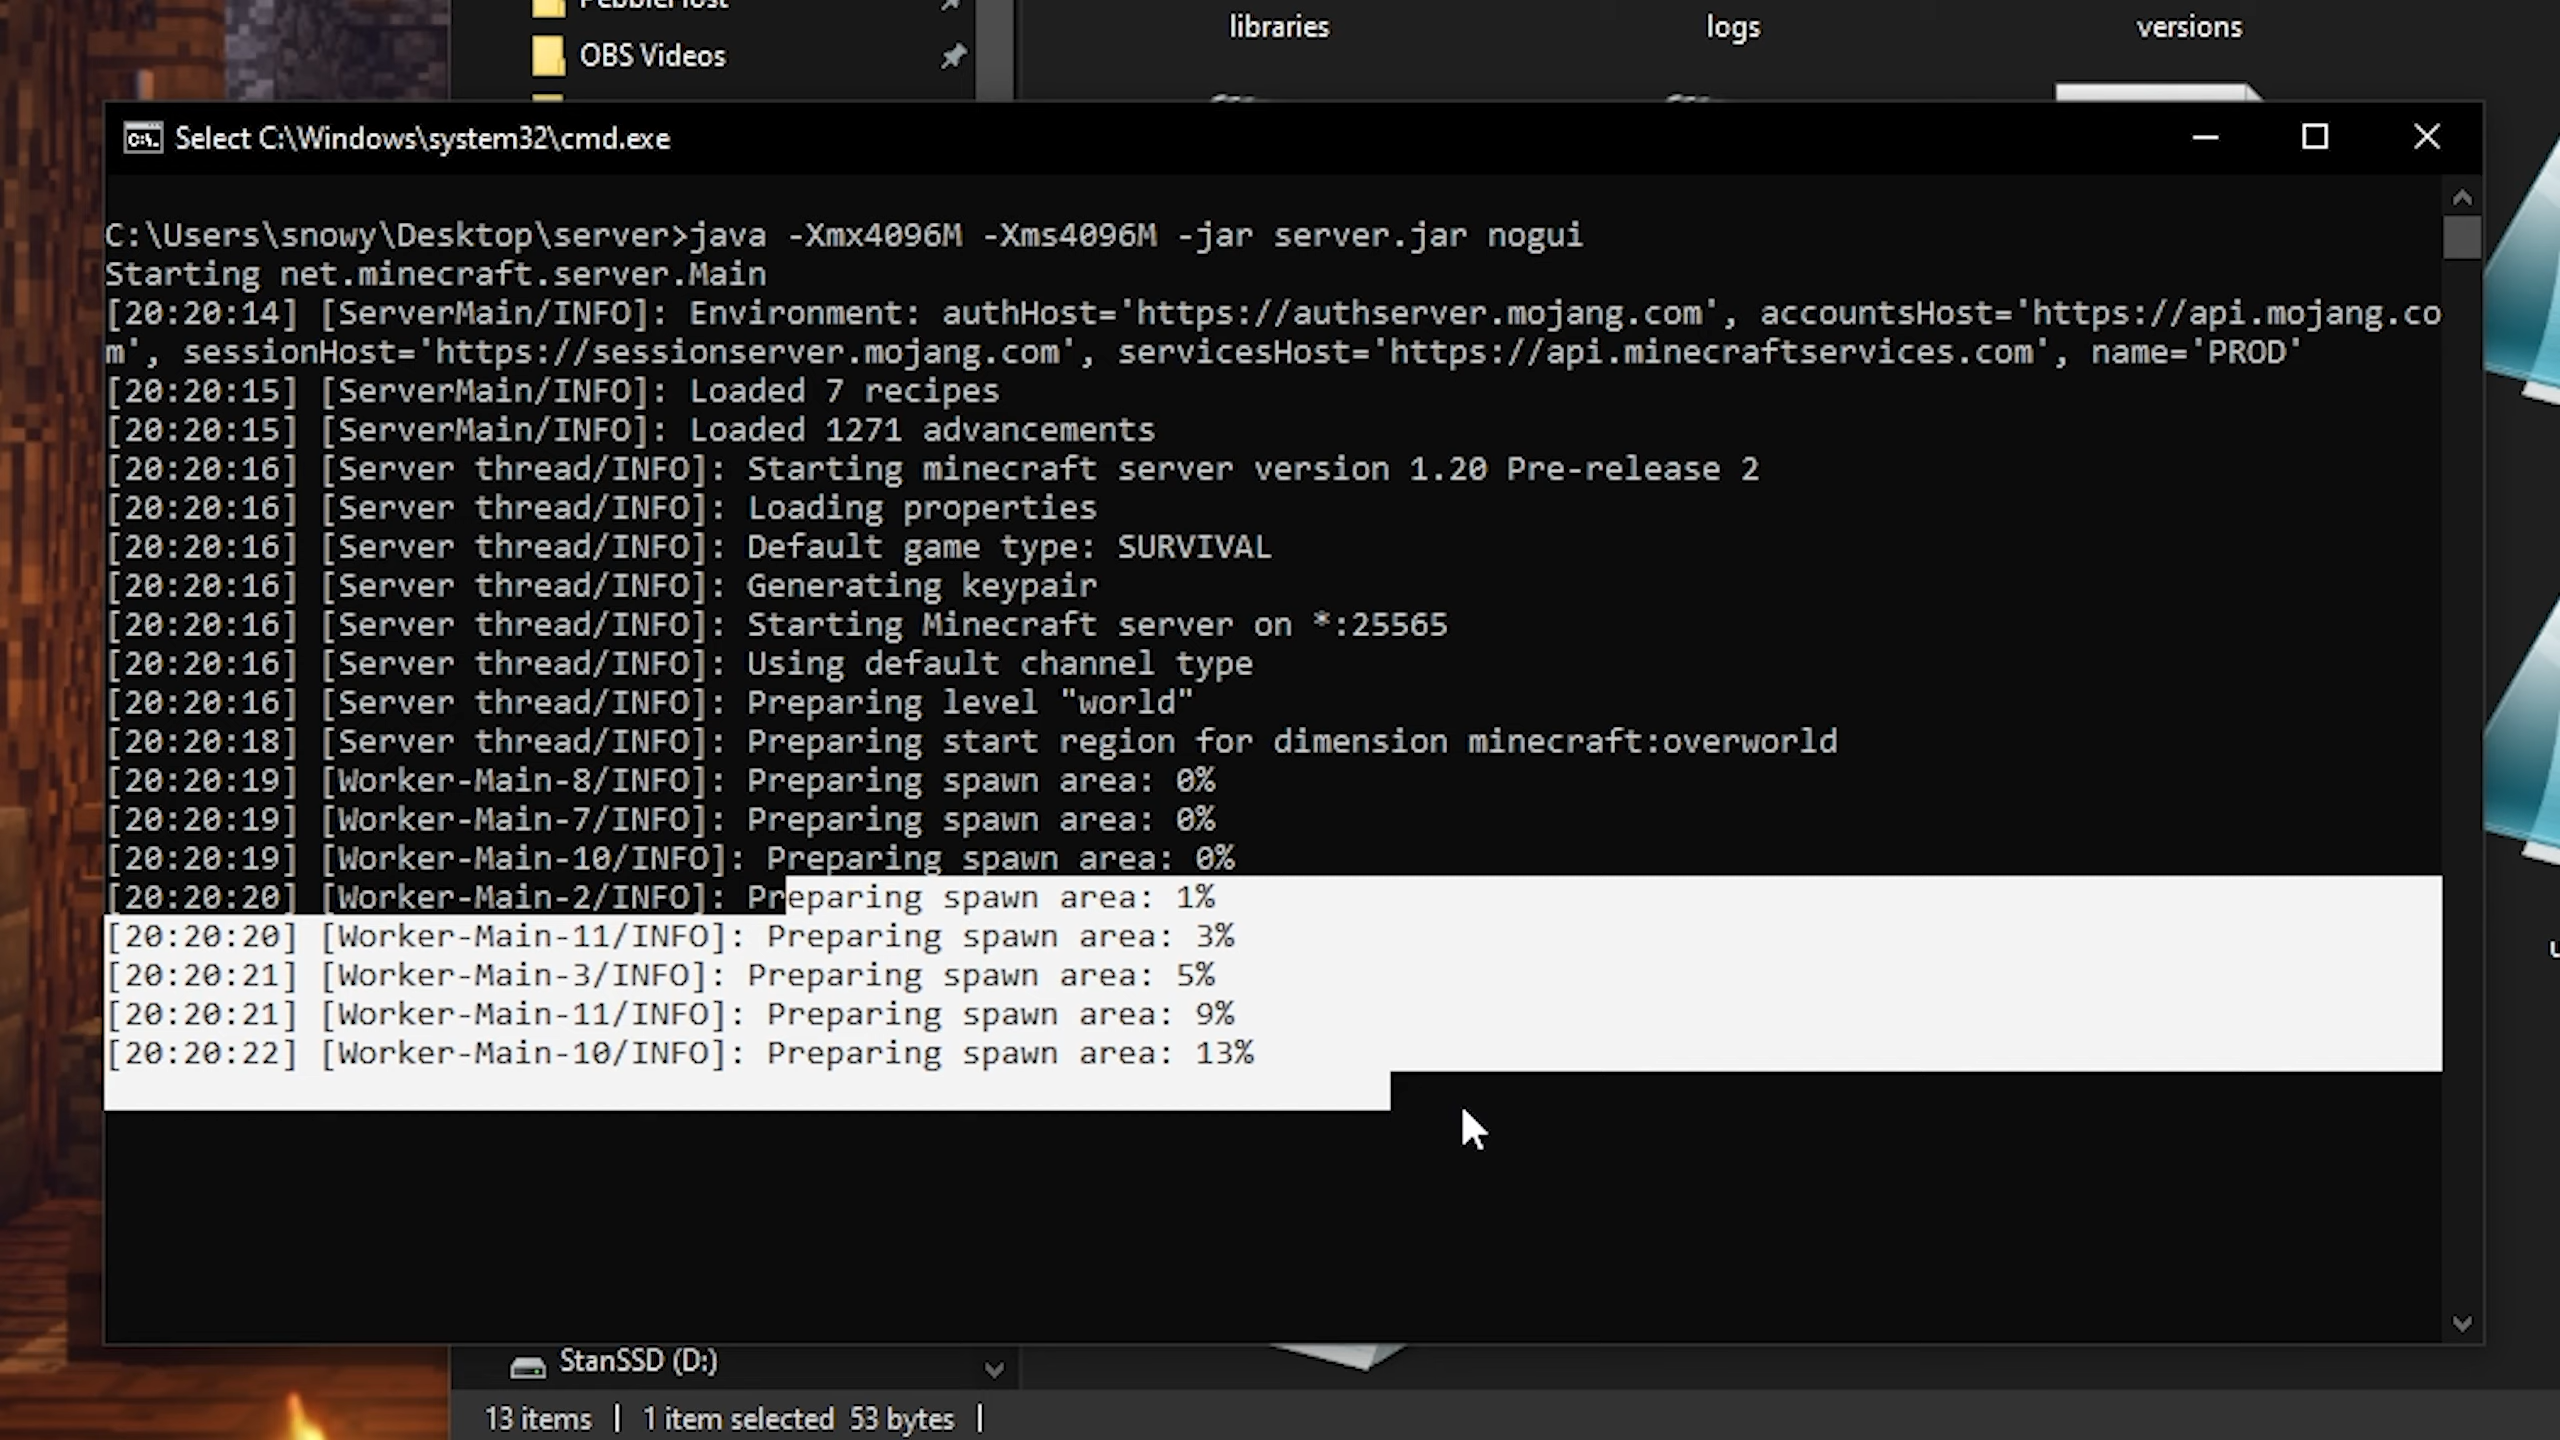 PebbleHost
OBS Videos
libraries
logs
versions
Select C:\Windows\system32\cmd.exe
C:\Users\snowy\Desktop\server>java -Xmx4096M -Xms4096M -jar server.jar nogui
Starting net.minecraft.server.Main
[20:20:14] [ServerMain/INFO]: Environment: authHost='https://authserver.mojang.com', accountsHost='https://api.mojang.co
m', sessionHost='https://sessionserver.mojang.com', servicesHost='https://api.minecraftservices.com', name='PROD'
[20:20:15] [ServerMain/INFO]: Loaded 7 recipes
[20:20:15] [ServerMain/INFO]: Loaded 1271 advancements
[20:20:16] [Server thread/INFO]: Starting minecraft server version 1.20 Pre-release 2
[20:20:16] [Server thread/INFO]: Loading properties
[20:20:16] [Server thread/INFO]: Default game type: SURVIVAL
[20:20:16] [Server thread/INFO]: Generating keypair
[20:20:16] [Server thread/INFO]: Starting Minecraft server on *:25565
[20:20:16] [Server thread/INFO]: Using default channel type
[20:20:16] [Server thread/INFO]: Preparing level "world"
[20:20:18] [Server thread/INFO]: Preparing start region for dimension minecraft:overworld
[20:20:19] [Worker-Main-8/INFO]: Preparing spawn area: 0%
[20:20:19] [Worker-Main-7/INFO]: Preparing spawn area: 0%
[20:20:19] [Worker-Main-10/INFO]: Preparing spawn area: 0%
[20:20:20] [Worker-Main-2/INFO]: Preparing spawn area: 1%
[20:20:20] [Worker-Main-11/INFO]: Preparing spawn area: 3%
[20:20:21] [Worker-Main-3/INFO]: Preparing spawn area: 5%
[20:20:21] [Worker-Main-11/INFO]: Preparing spawn area: 9%
[20:20:22] [Worker-Main-10/INFO]: Preparing spawn area: 13%
StanSSD (D:)
13 items | 1 item selected 53 bytes |